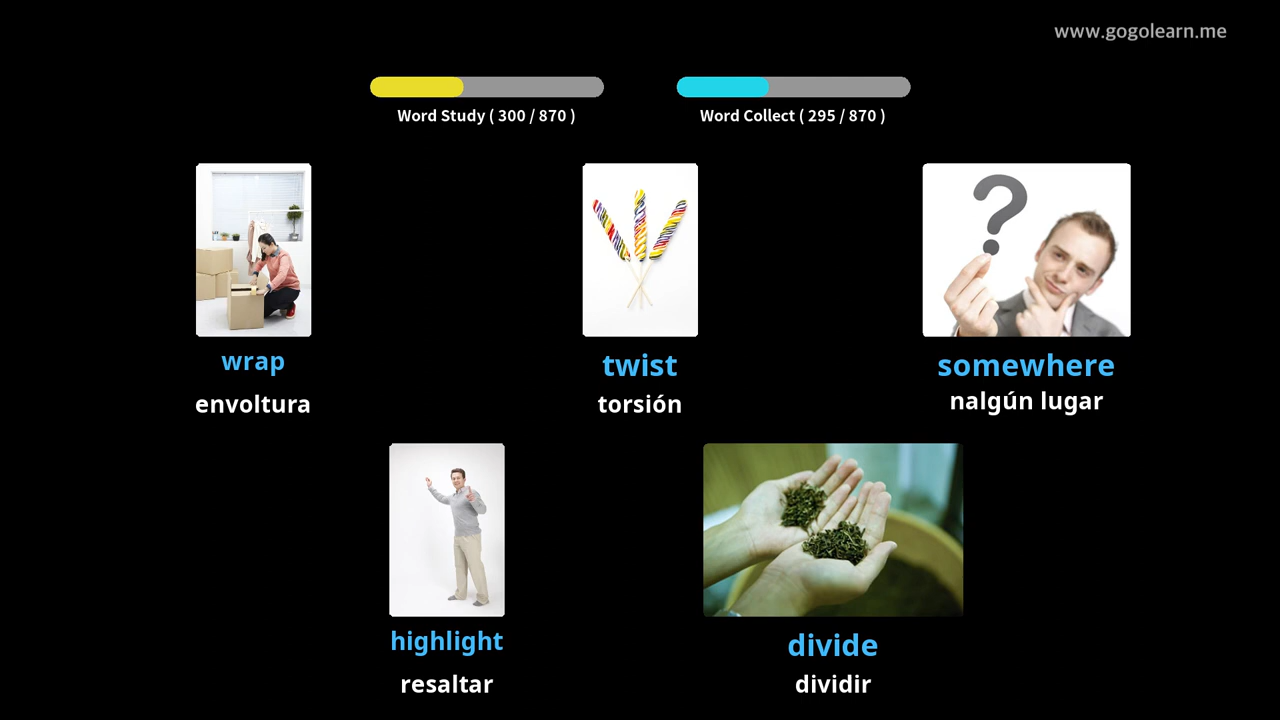 www.gogolearn.me
Word Study ( 300 / 870 )
Word Collect ( 295 / 870 )
wrap
envoltura
twist
torsión
somewhere
nalgún lugar
highlight
resaltar
divide
dividir